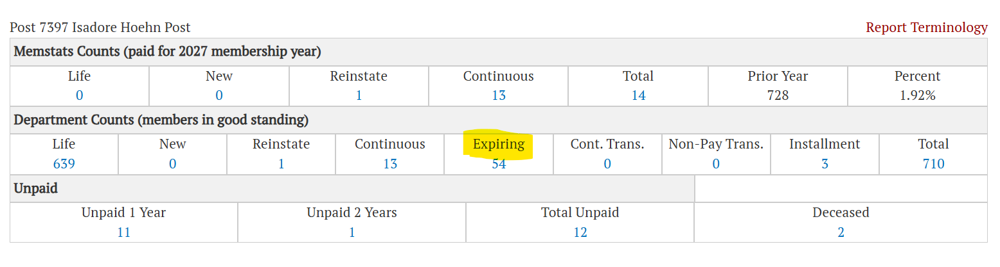 Post 7397 Isadore Hoehn Post Report Terminology
Memstats Counts (paid for 2027 membership year)
Life New Reinstate Continuous Total Prior Year Percent
0 0 1 13 14 728 1.92%
Department Counts (members in good standing)
Life New Reinstate Continuous Expiring Cont. Trans. Non-Pay Trans. Installment Total
639 0 1 13 54 0 0 3 710
Unpaid
Unpaid 1 Year Unpaid 2 Years Total Unpaid Deceased
11 1 12 2